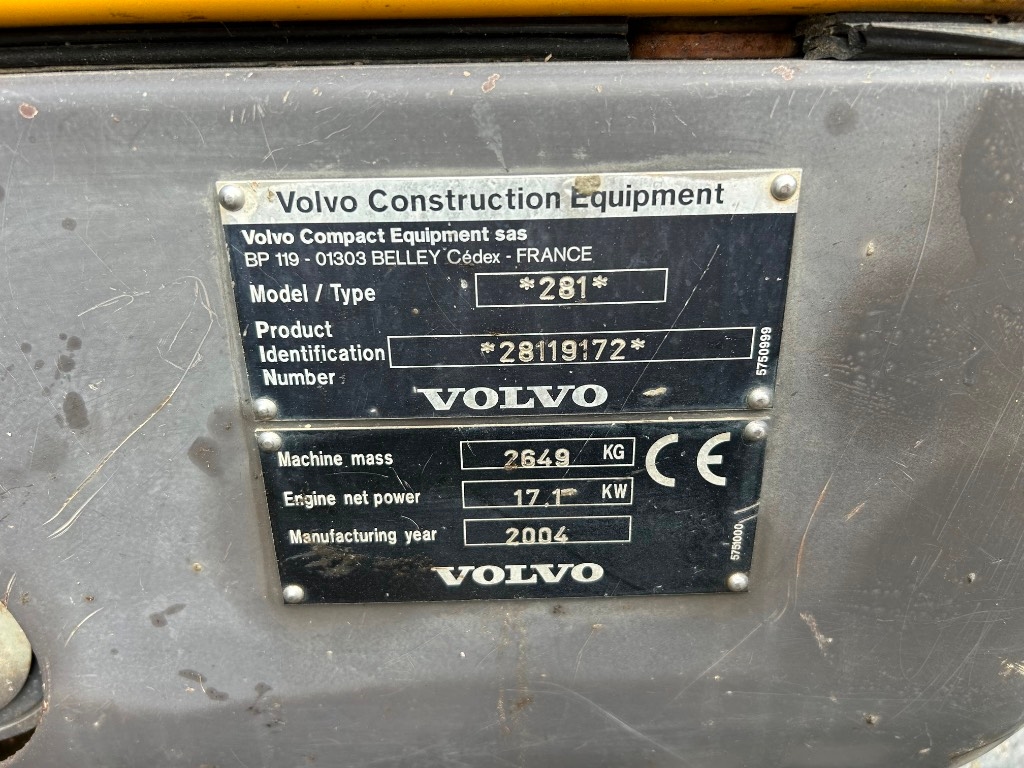 Volvo Construction Equipment
Volvo Compact Equipment sas
BP 119 - 01303 BELLEY Cédex - FRANCE
Model / Type *281*
Product
Identification *28119172*
Number
5750999
VOLVO
Machine mass 2649 KG
CE
Engine net power 17.1 KW
Manufacturing year 2004
5751000
VOLVO